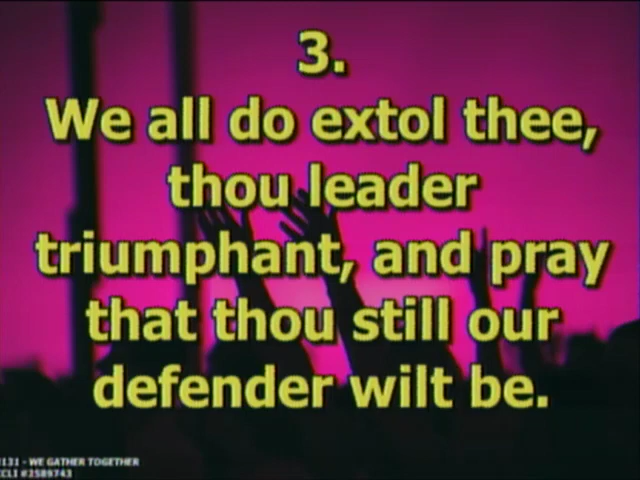 3.
We all do extol thee,
thou leader
triumphant, and pray
that thou still our
defender wilt be.
131 - WE GATHER TOGETHER
CCLI #2589743